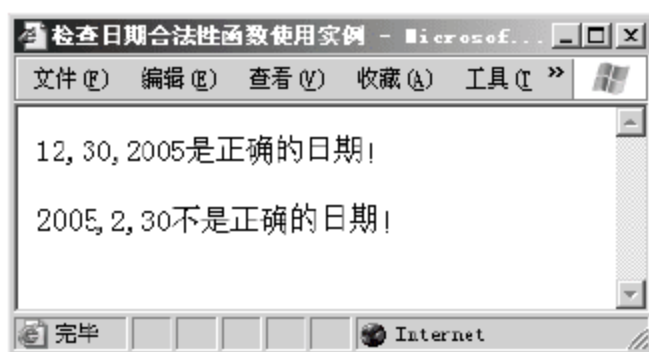 检查日期合法性函数使用实例 - Microsof...
文件(F) 编辑(E) 查看(V) 收藏(A) 工具(T »
12,30,2005是正确的日期!
2005,2,30不是正确的日期!
完毕 Internet